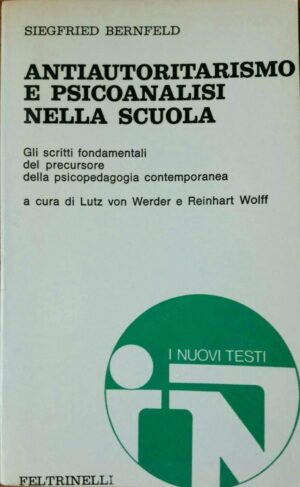 SIEGFRIED BERNFELD
ANTIAUTORITARISMO
E PSICOANALISI
NELLA SCUOLA
Gli scritti fondamentali
del precursore
della psicopedagogia contemporanea
a cura di Lutz von Werder e Reinhart Wolff
I NUOVI TESTI
FELTRINELLI